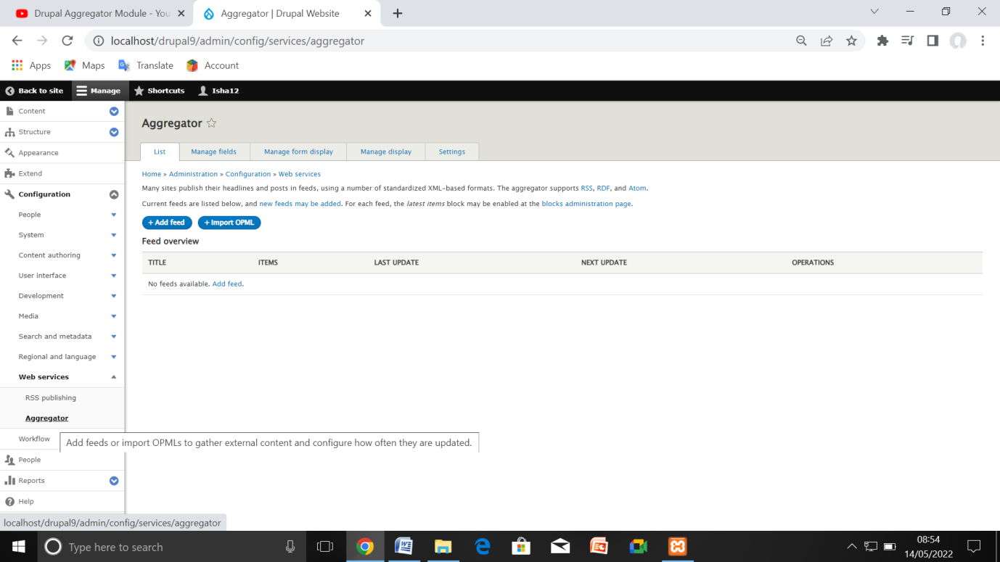 Drupal Aggregator Module - You
Aggregator | Drupal Website
localhost/drupal9/admin/config/services/aggregator
Apps Maps Translate Account
Back to site Manage Shortcuts Isha12
Content
Structure
Appearance
Extend
Configuration
People
System
Content authoring
User interface
Development
Media
Search and metadata
Regional and language
Web services
RSS publishing
Aggregator
Workflow
People
Reports
Help
Aggregator
List Manage fields Manage form display Manage display Settings
Home » Administration » Configuration » Web services
Many sites publish their headlines and posts in feeds, using a number of standardized XML-based formats. The aggregator supports RSS, RDF, and Atom.
Current feeds are listed below, and new feeds may be added. For each feed, the latest items block may be enabled at the blocks administration page.
+ Add feed + Import OPML
Feed overview
TITLE ITEMS LAST UPDATE NEXT UPDATE OPERATIONS
No feeds available. Add feed.
Add feeds or import OPMLs to gather external content and configure how often they are updated.
localhost/drupal9/admin/config/services/aggregator
Type here to search
08:54
14/05/2022